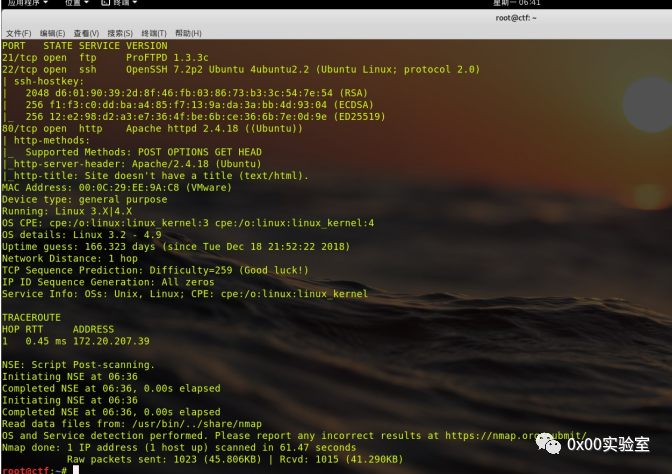 应用程序 位置 终端 星期一 06:41
root@ctf: ~
文件(F) 编辑(E) 查看(V) 搜索(S) 终端(T) 帮助(H)
PORT   STATE SERVICE VERSION
21/tcp open  ftp     ProFTPD 1.3.3c
22/tcp open  ssh     OpenSSH 7.2p2 Ubuntu 4ubuntu2.2 (Ubuntu Linux; protocol 2.0)
| ssh-hostkey:
|   2048 d6:01:90:39:2d:8f:46:fb:03:86:73:b3:3c:54:7e:54 (RSA)
|   256 f1:f3:c0:dd:ba:a4:85:f7:13:9a:da:3a:bb:4d:93:04 (ECDSA)
|_  256 12:e2:98:d2:a3:e7:36:4f:be:6b:ce:36:6b:7e:0d:9e (ED25519)
80/tcp open  http    Apache httpd 2.4.18 ((Ubuntu))
| http-methods:
|_  Supported Methods: POST OPTIONS GET HEAD
|_http-server-header: Apache/2.4.18 (Ubuntu)
|_http-title: Site doesn't have a title (text/html).
MAC Address: 00:0C:29:EE:9A:C8 (VMware)
Device type: general purpose
Running: Linux 3.X|4.X
OS CPE: cpe:/o:linux:linux_kernel:3 cpe:/o:linux:linux_kernel:4
OS details: Linux 3.2 - 4.9
Uptime guess: 166.323 days (since Tue Dec 18 21:52:22 2018)
Network Distance: 1 hop
TCP Sequence Prediction: Difficulty=259 (Good luck!)
IP ID Sequence Generation: All zeros
Service Info: OSs: Unix, Linux; CPE: cpe:/o:linux:linux_kernel
TRACEROUTE
HOP RTT     ADDRESS
1   0.45 ms 172.20.207.39
NSE: Script Post-scanning.
Initiating NSE at 06:36
Completed NSE at 06:36, 0.00s elapsed
Initiating NSE at 06:36
Completed NSE at 06:36, 0.00s elapsed
Read data files from: /usr/bin/../share/nmap
OS and Service detection performed. Please report any incorrect results at https://nmap.org/submit/
Nmap done: 1 IP address (1 host up) scanned in 61.47 seconds
Raw packets sent: 1023 (45.806KB) | Rcvd: 1015 (41.290KB)
root@ctf:~#
0x00实验室